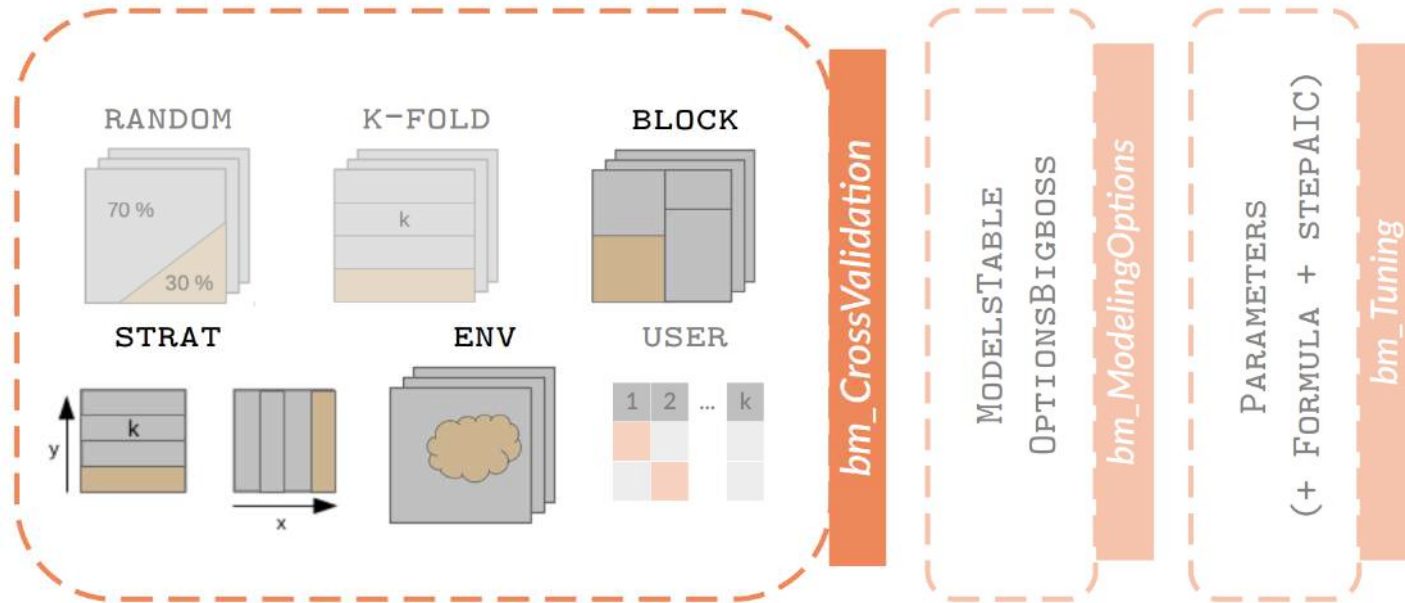 RANDOM
K-FOLD
BLOCK
70 %
30 %
k
STRAT
ENV
USER
y
k
x
1 2 ... k
bm_CrossValidation
MODELSTABLE
OPTIONSBIGBOSS
bm_ModelingOptions
PARAMETERS
(+ FORMULA + STEPAIC)
bm_Tuning